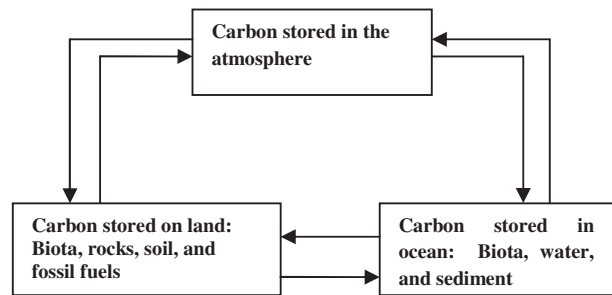 Carbon stored in the
atmosphere
Carbon stored on land:
Biota, rocks, soil, and
fossil fuels
Carbon stored in
ocean: Biota, water,
and sediment